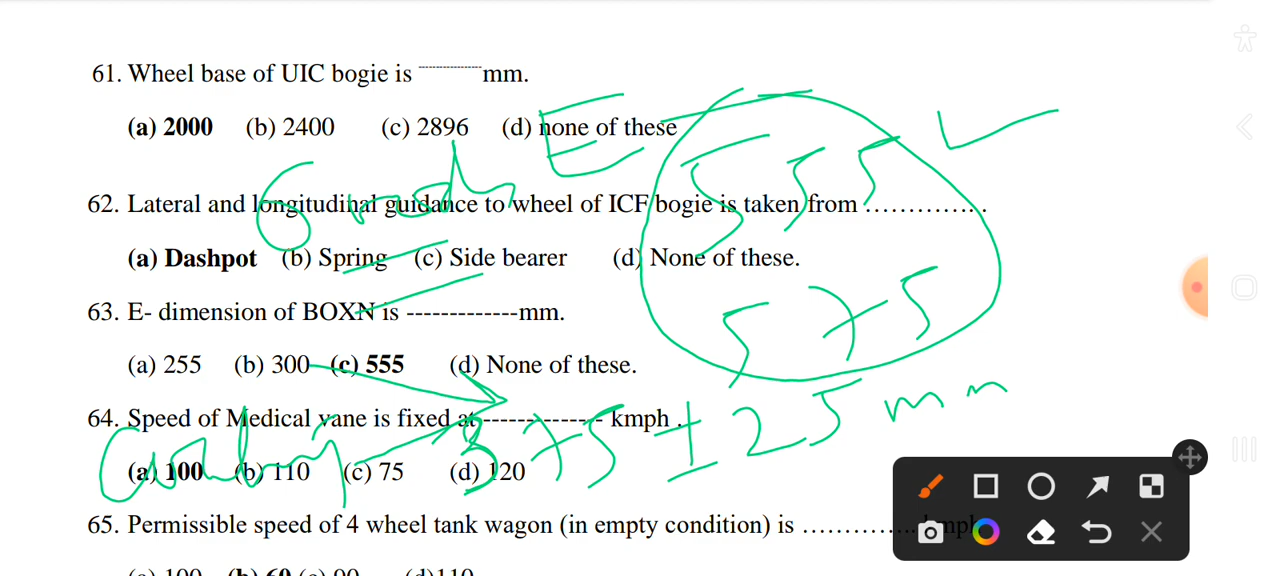 61. Wheel base of UIC bogie is ---------------mm.
(a) 2000 (b) 2400 (c) 2896 (d) none of these
62. Lateral and longitudinal guidance to wheel of ICF bogie is taken from ………….
(a) Dashpot (b) Spring (c) Side bearer (d) None of these.
63. E- dimension of BOXN is -------------mm.
(a) 255 (b) 300 (c) 555 (d) None of these.
64. Speed of Medical vane is fixed at-------------- kmph .
(a) 100 (b) 110 (c) 75 (d) 120
65. Permissible speed of 4 wheel tank wagon (in empty condition) is
E
555
575
± 25 mm